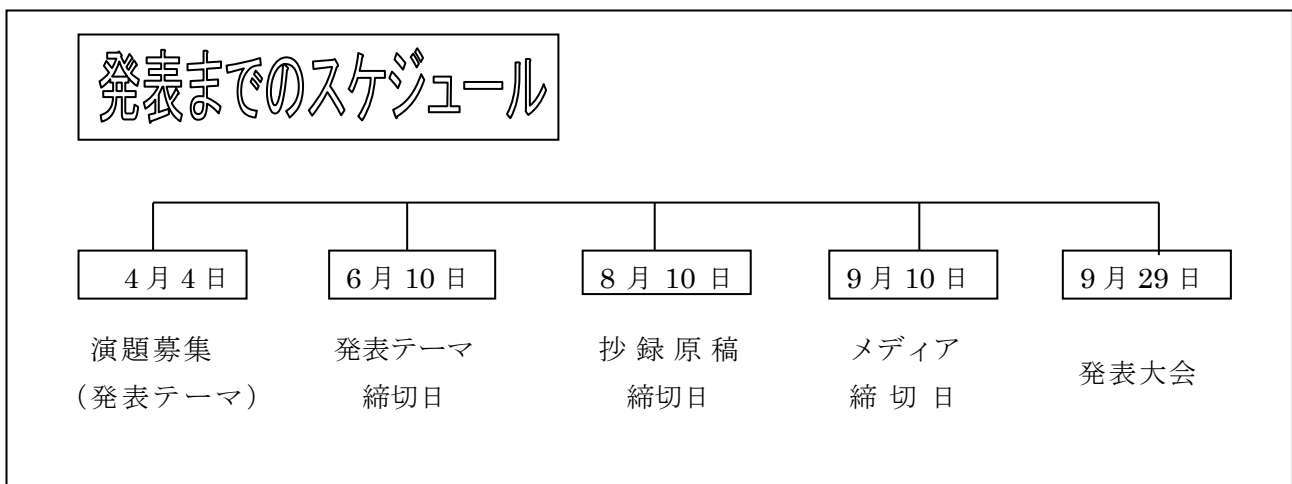 発表までのスケジュール
4月4日
6月10日
8月10日
9月10日
9月29日
演題募集
（発表テーマ）
発表テーマ
締切日
抄録原稿
締切日
メディア
締切日
発表大会